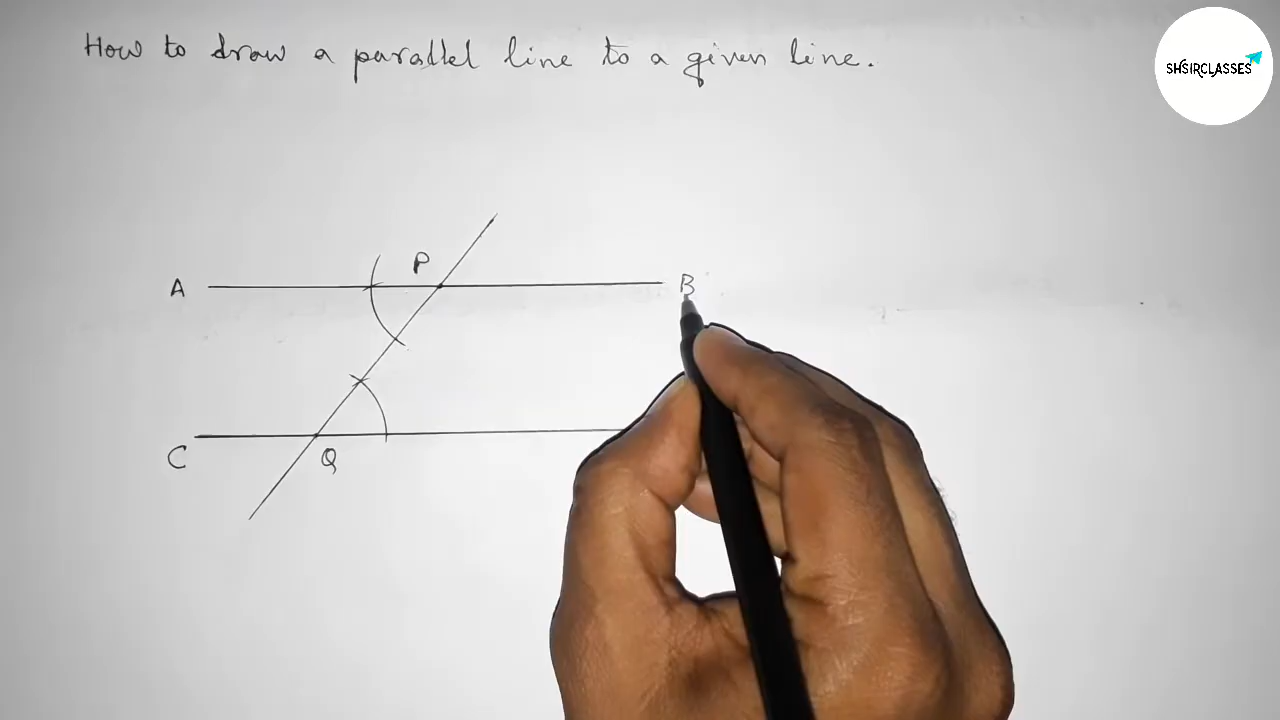 How to draw a parallel line to a given line.
SHSIRCLASSES
P
A
B
C
Q